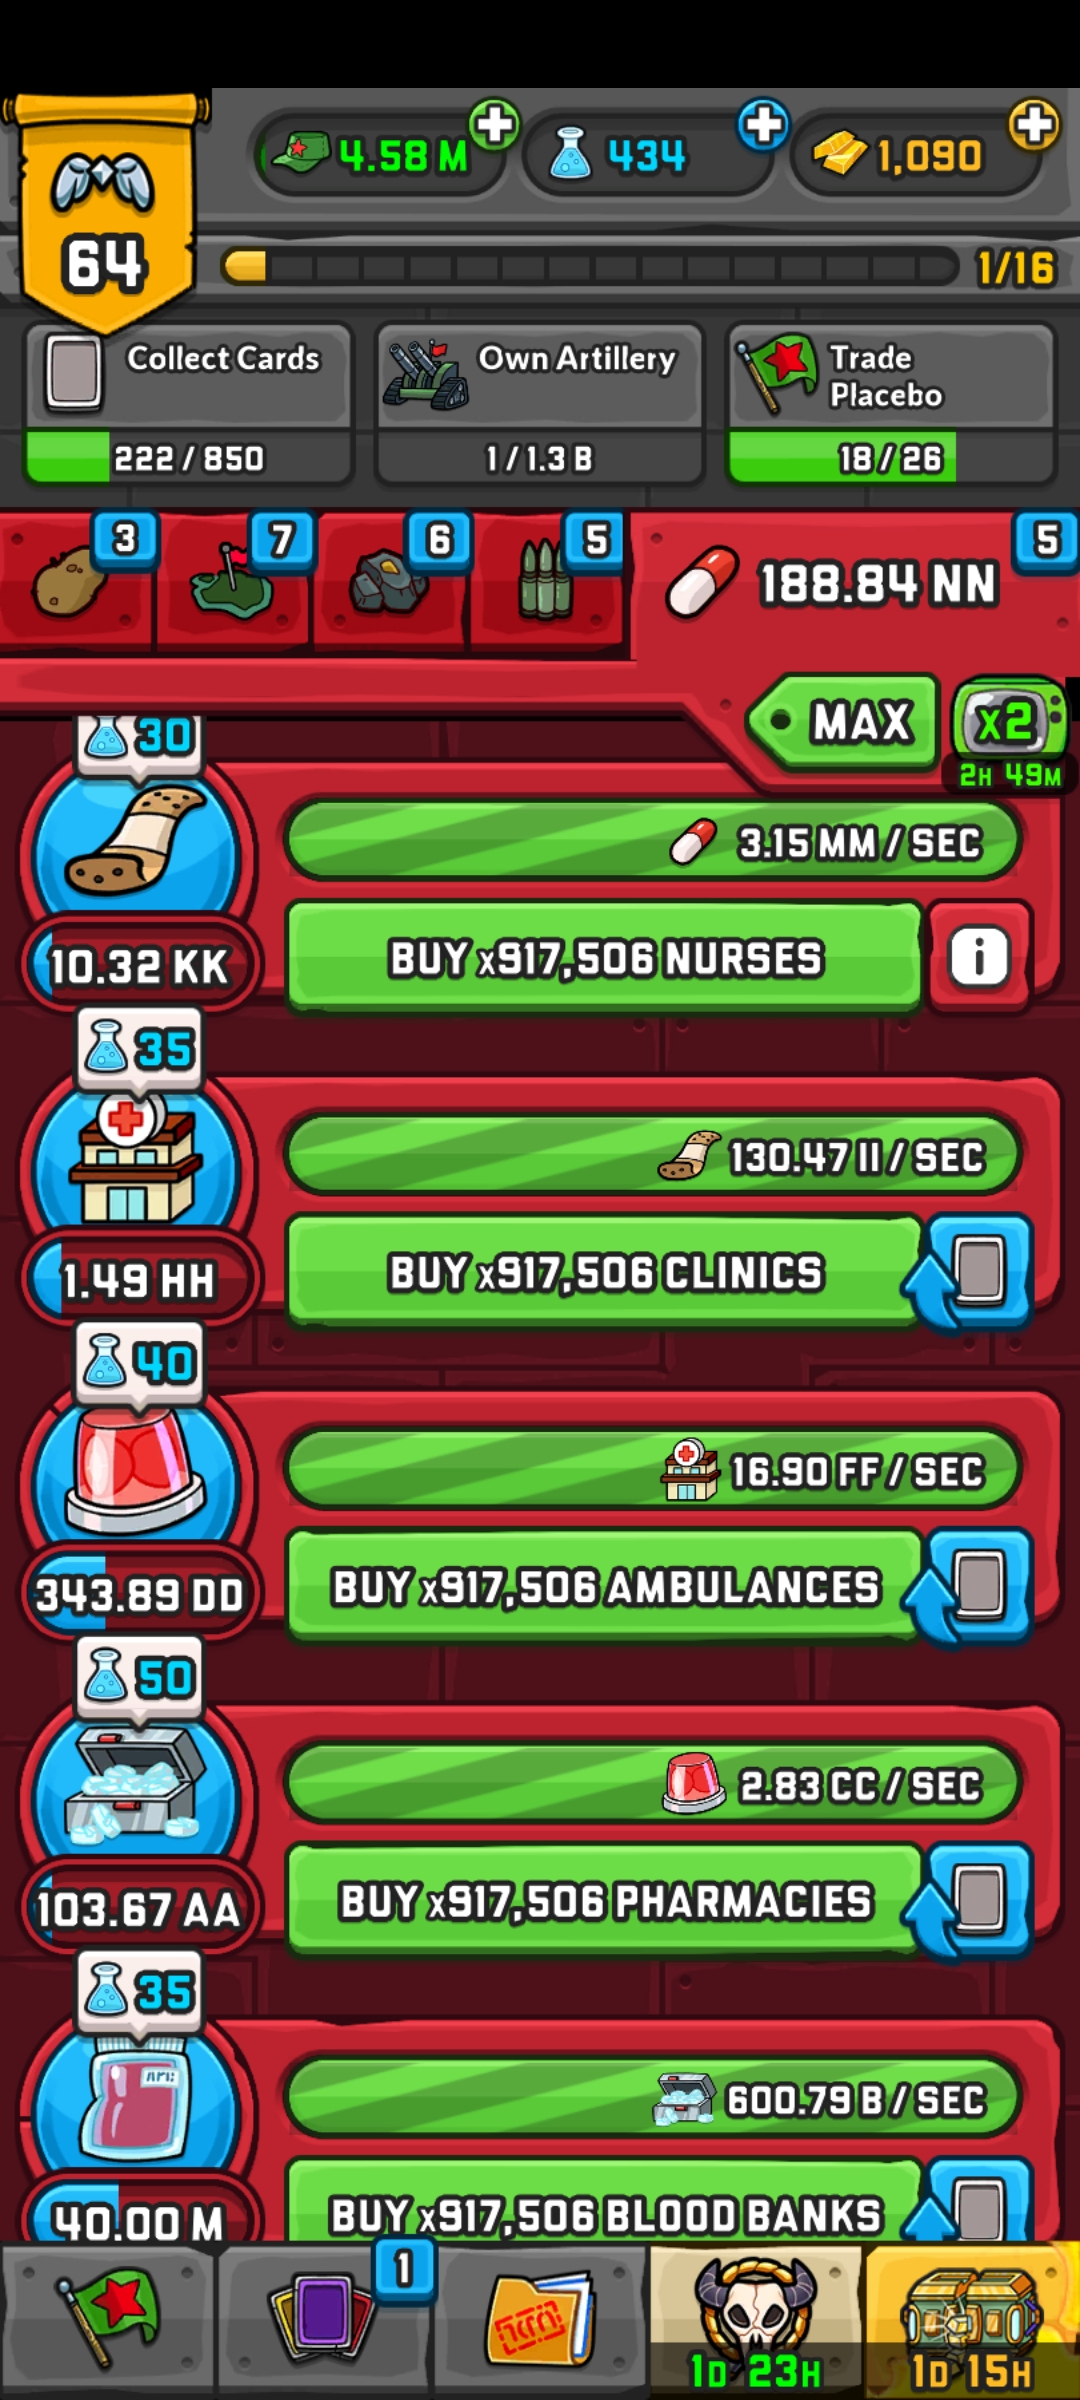 4.58 M
434
1,090
64
1/16
Collect Cards
Own Artillery
Trade
Placebo
222 / 850
1 / 1.3 B
18 / 26
3
7
6
5
188.84 NN
5
MAX
x2
2H 49M
30
3.15 MM / SEC
10.32 KK
BUY x917,506 NURSES
i
35
130.47 II / SEC
1.49 HH
BUY x917,506 CLINICS
40
16.90 FF / SEC
343.89 DD
BUY x917,506 AMBULANCES
50
2.83 CC / SEC
103.67 AA
BUY x917,506 PHARMACIES
35
600.79 B / SEC
40.00 M
BUY x917,506 BLOOD BANKS
1
1D 23H
1D 15H